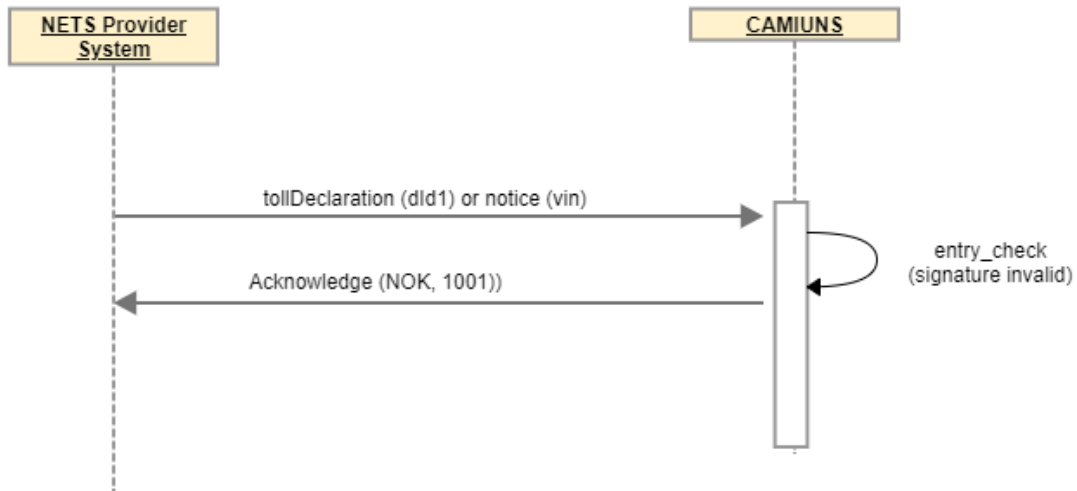 NETS Provider
System
CAMIUNS
tollDeclaration (dId1) or notice (vin)
entry_check
(signature invalid)
Acknowledge (NOK, 1001))